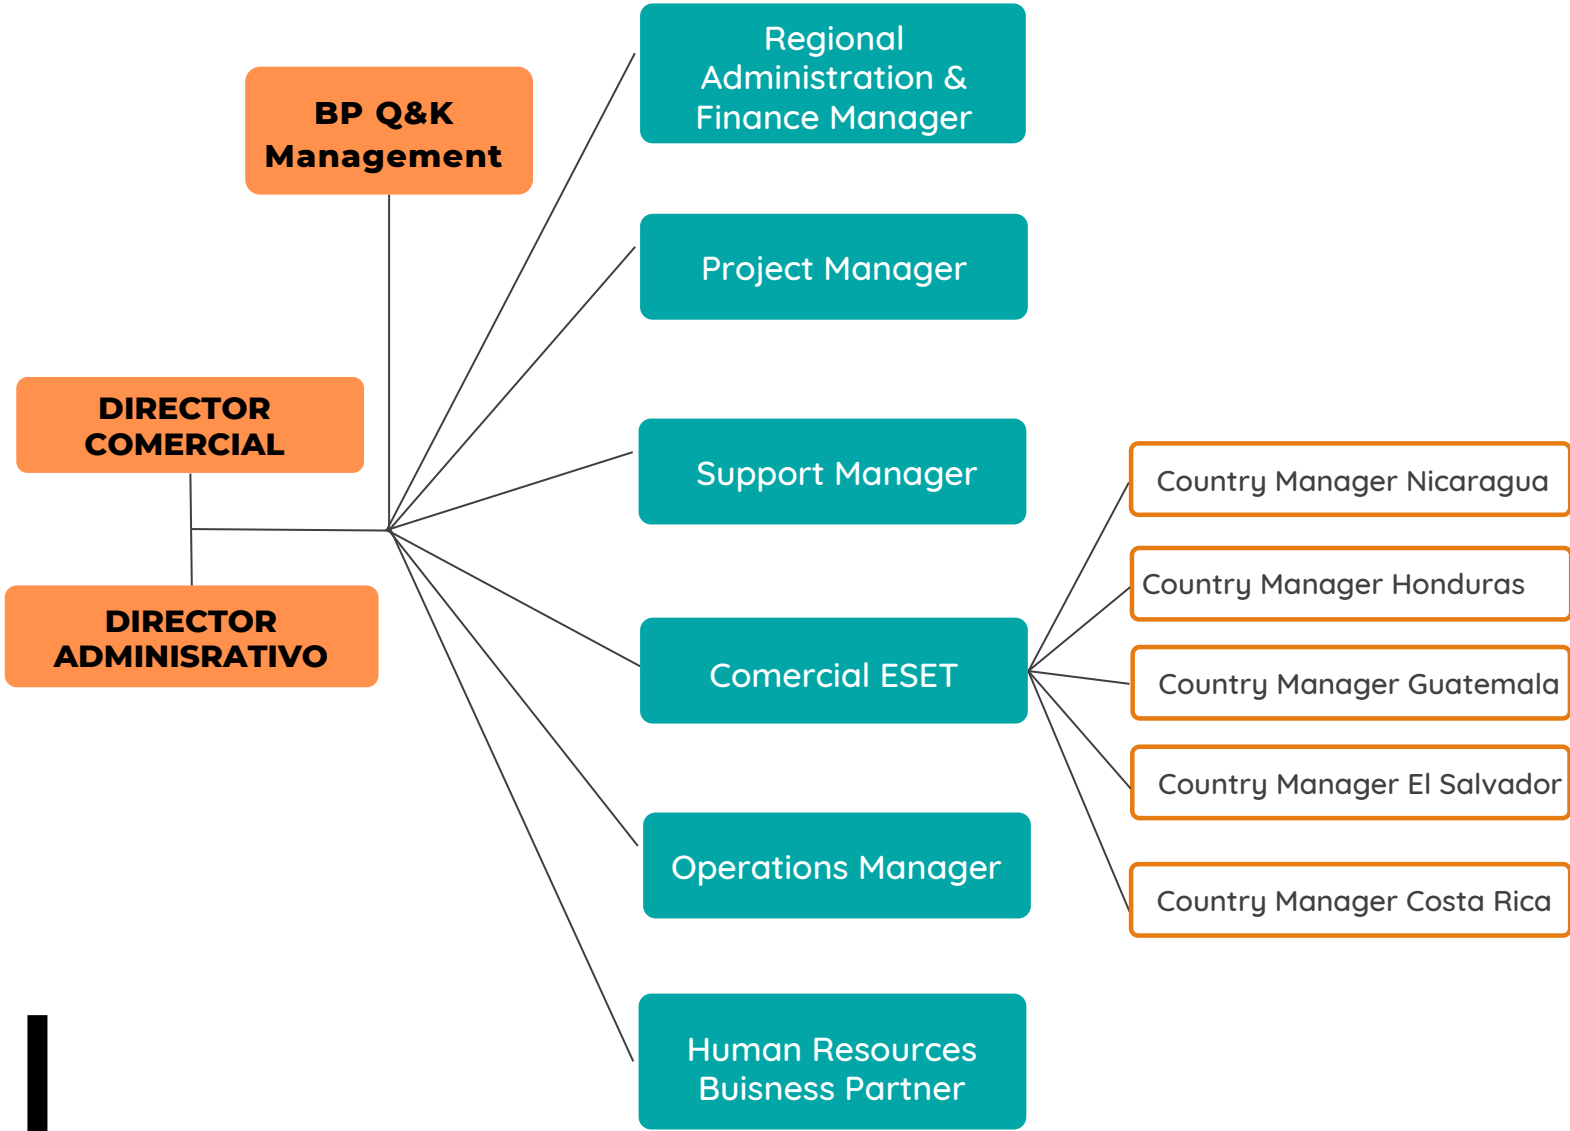 BP Q&K
Management
DIRECTOR
COMERCIAL
DIRECTOR
ADMINISRATIVO
Regional
Administration &
Finance Manager
Project Manager
Support Manager
Comercial ESET
Operations Manager
Human Resources
Buisness Partner
Country Manager Nicaragua
Country Manager Honduras
Country Manager Guatemala
Country Manager El Salvador
Country Manager Costa Rica